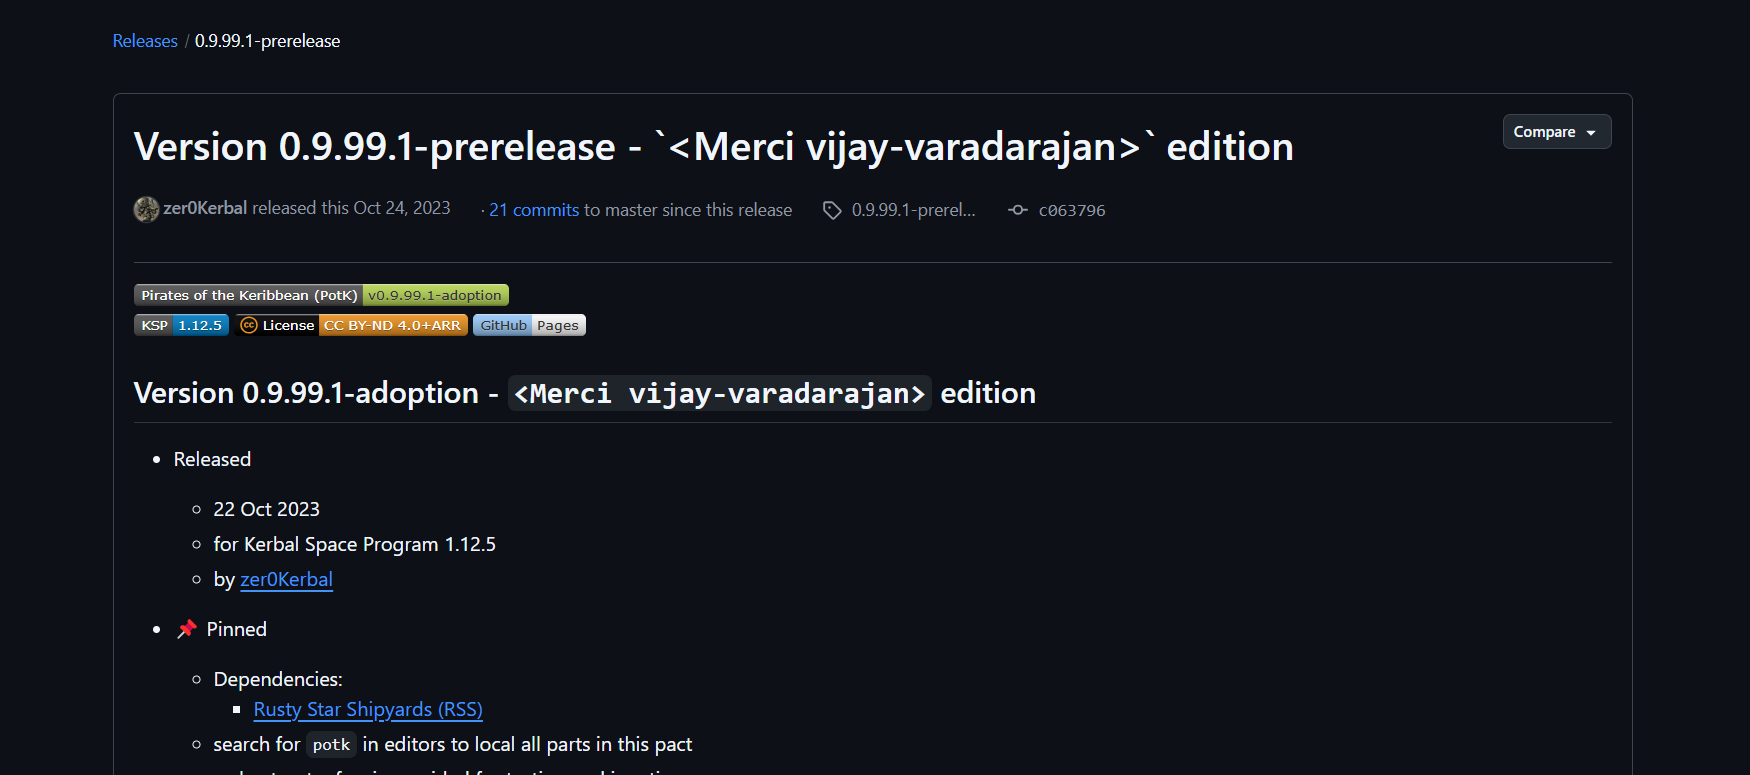 Releases / 0.9.99.1-prerelease
Version 0.9.99.1-prerelease - `<Merci vijay-varadarajan>` edition
Compare
zer0Kerbal released this Oct 24, 2023 · 21 commits to master since this release 0.9.99.1-prerel... c063796
Pirates of the Keribbean (PotK) v0.9.99.1-adoption
KSP 1.12.5 cc License CC BY-ND 4.0+ARR GitHub Pages
Version 0.9.99.1-adoption - <Merci vijay-varadarajan> edition
Released
22 Oct 2023
for Kerbal Space Program 1.12.5
by zer0Kerbal
📌 Pinned
Dependencies:
Rusty Star Shipyards (RSS)
search for potk in editors to local all parts in this pact